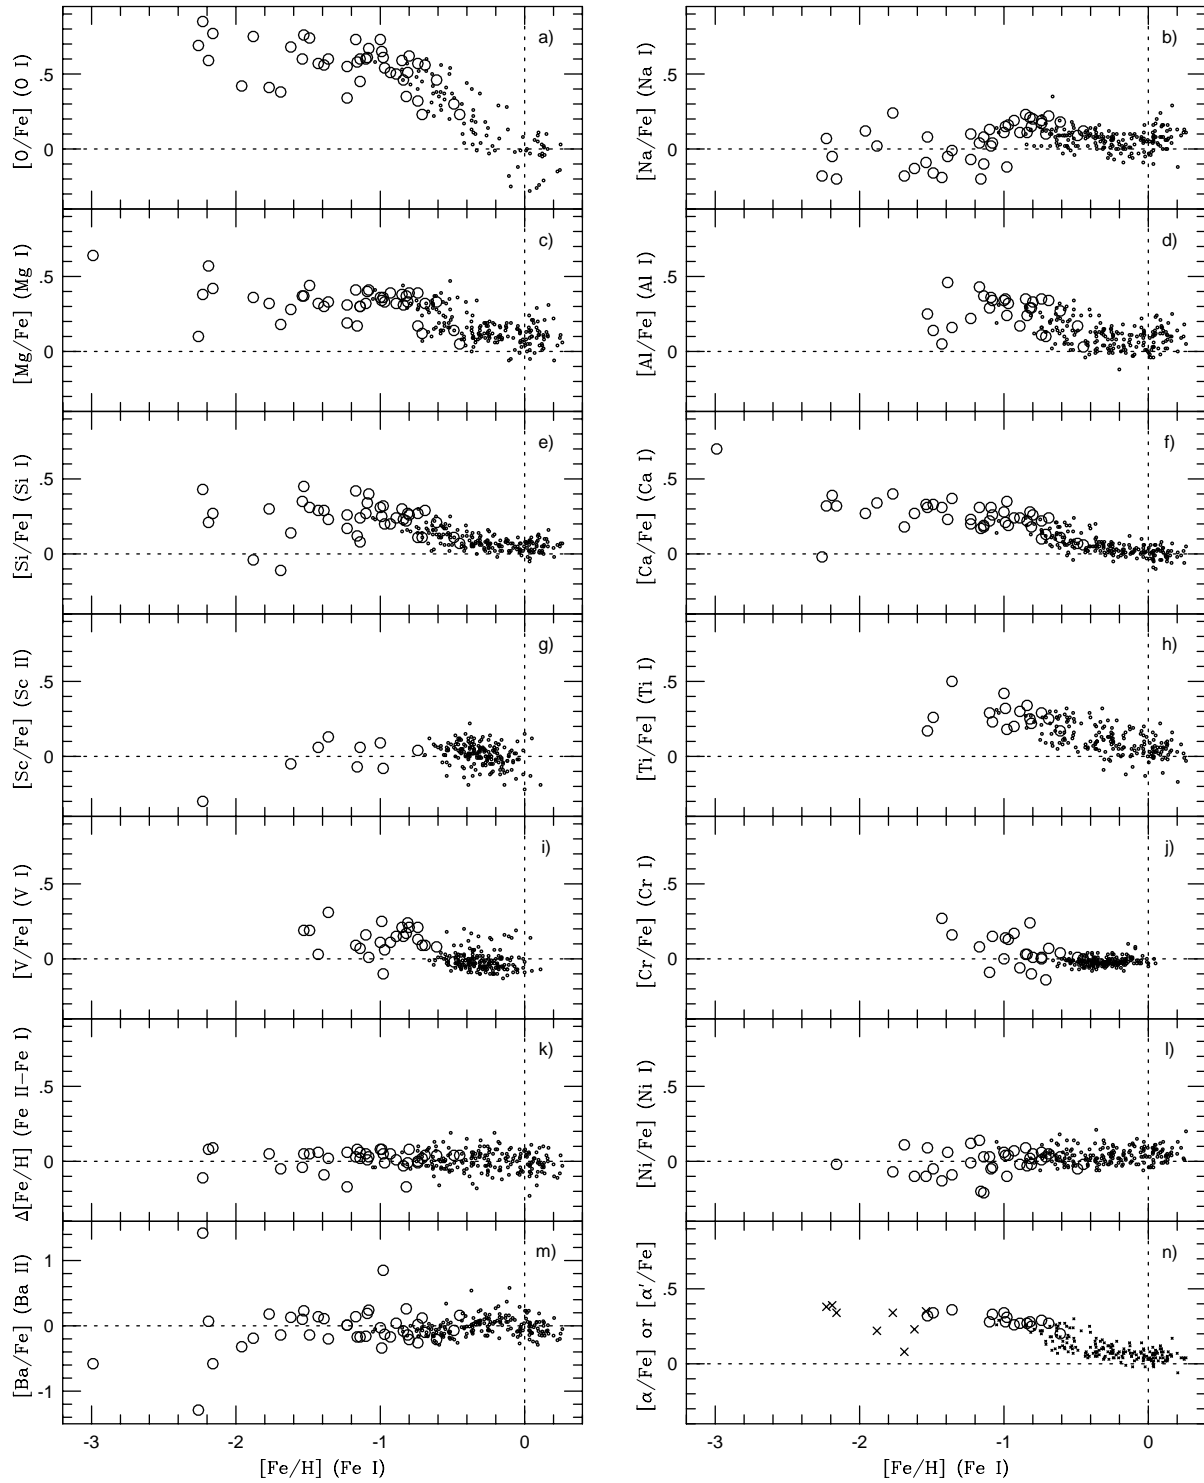 a)
.5
0
[O/Fe] (O I)
b)
.5
0
[Na/Fe] (Na I)
c)
.5
0
[Mg/Fe] (Mg I)
d)
.5
0
[Al/Fe] (Al I)
e)
.5
0
[Si/Fe] (Si I)
f)
.5
0
[Ca/Fe] (Ca I)
g)
.5
0
[Sc/Fe] (Sc II)
h)
.5
0
[Ti/Fe] (Ti I)
i)
.5
0
[V/Fe] (V I)
j)
.5
0
[Cr/Fe] (Cr I)
k)
.5
0
Δ[Fe/H] (Fe II−Fe I)
l)
.5
0
[Ni/Fe] (Ni I)
m)
1
0
-1
[Ba/Fe] (Ba II)
n)
.5
0
[α/Fe] or [α'/Fe]
-3 -2 -1 0
[Fe/H] (Fe I)
-3 -2 -1 0
[Fe/H] (Fe I)